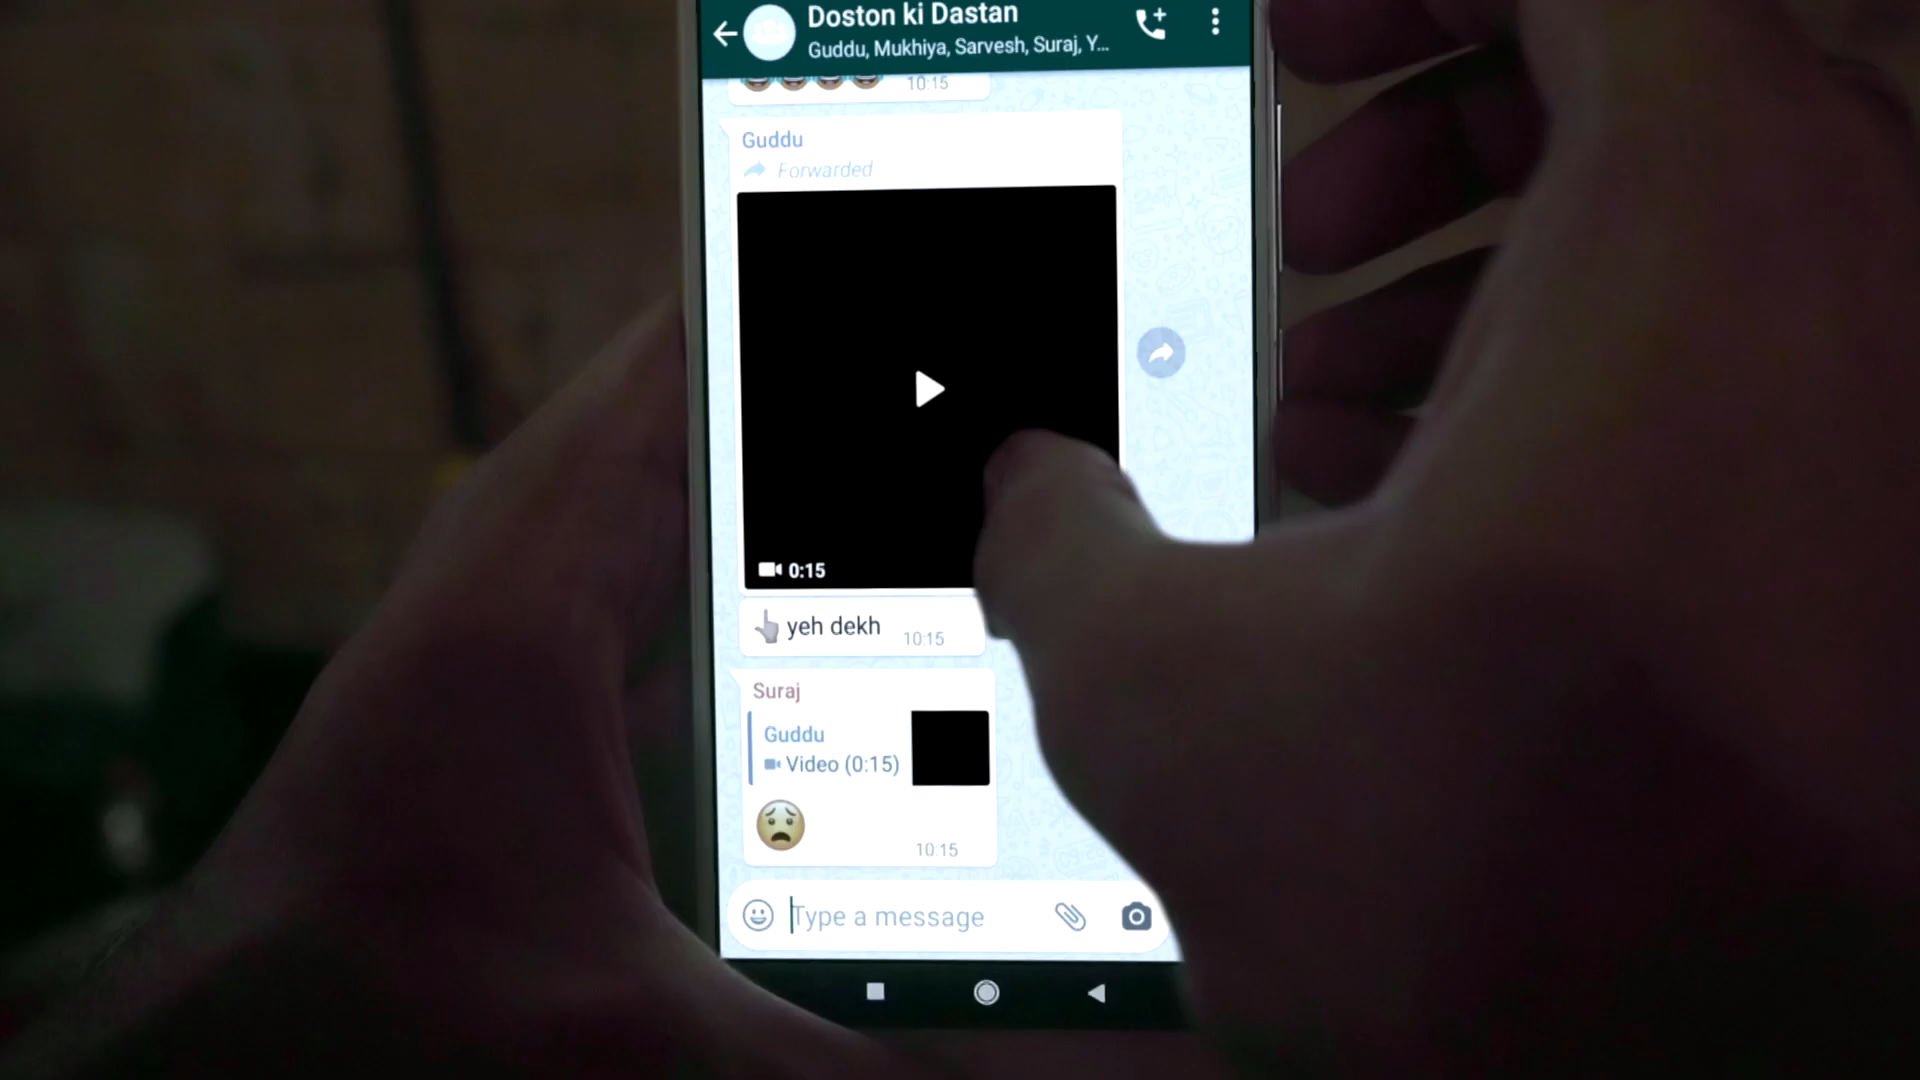 Doston ki Dastan
Guddu, Mukhiya, Sarvesh, Suraj, Y...
10:15
Guddu
Forwarded
0:15
yeh dekh
10:15
Suraj
Guddu
Video (0:15)
10:15
Type a message